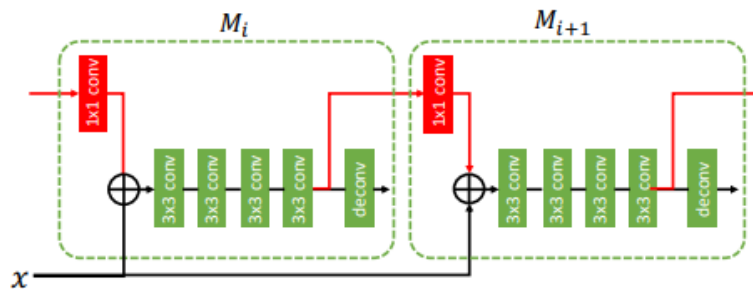 M_i
M_{i+1}
1x1 conv
1x1 conv
3x3 conv
3x3 conv
3x3 conv
3x3 conv
deconv
3x3 conv
3x3 conv
3x3 conv
3x3 conv
deconv
x